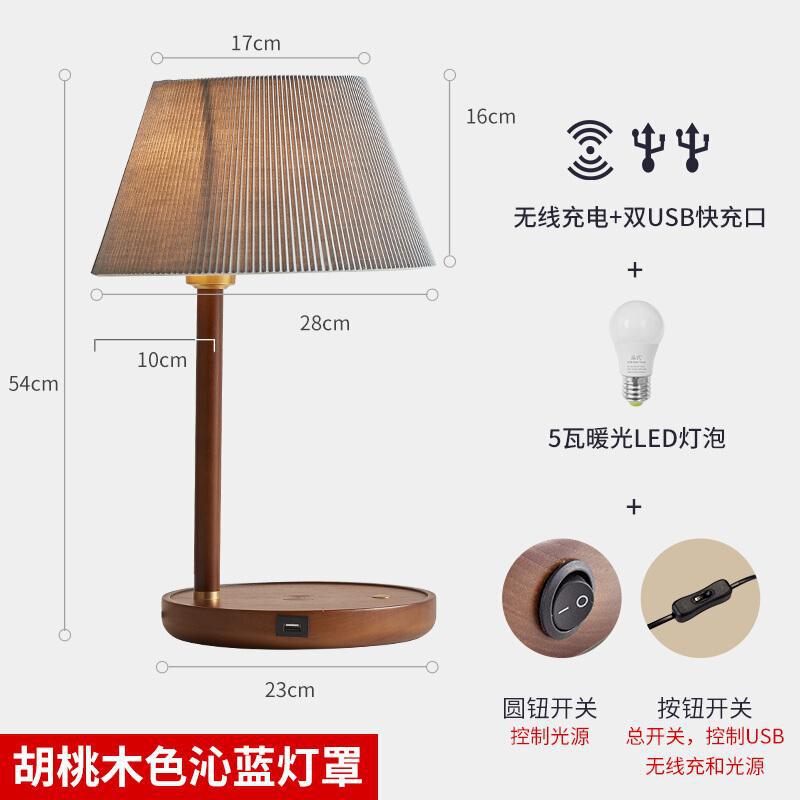 17cm
16cm
28cm
10cm
54cm
23cm
无线充电+双USB快充口
+
5瓦暖光LED灯泡
+
圆钮开关
控制光源
按钮开关
总开关，控制USB
无线充和光源
胡桃木色沁蓝灯罩